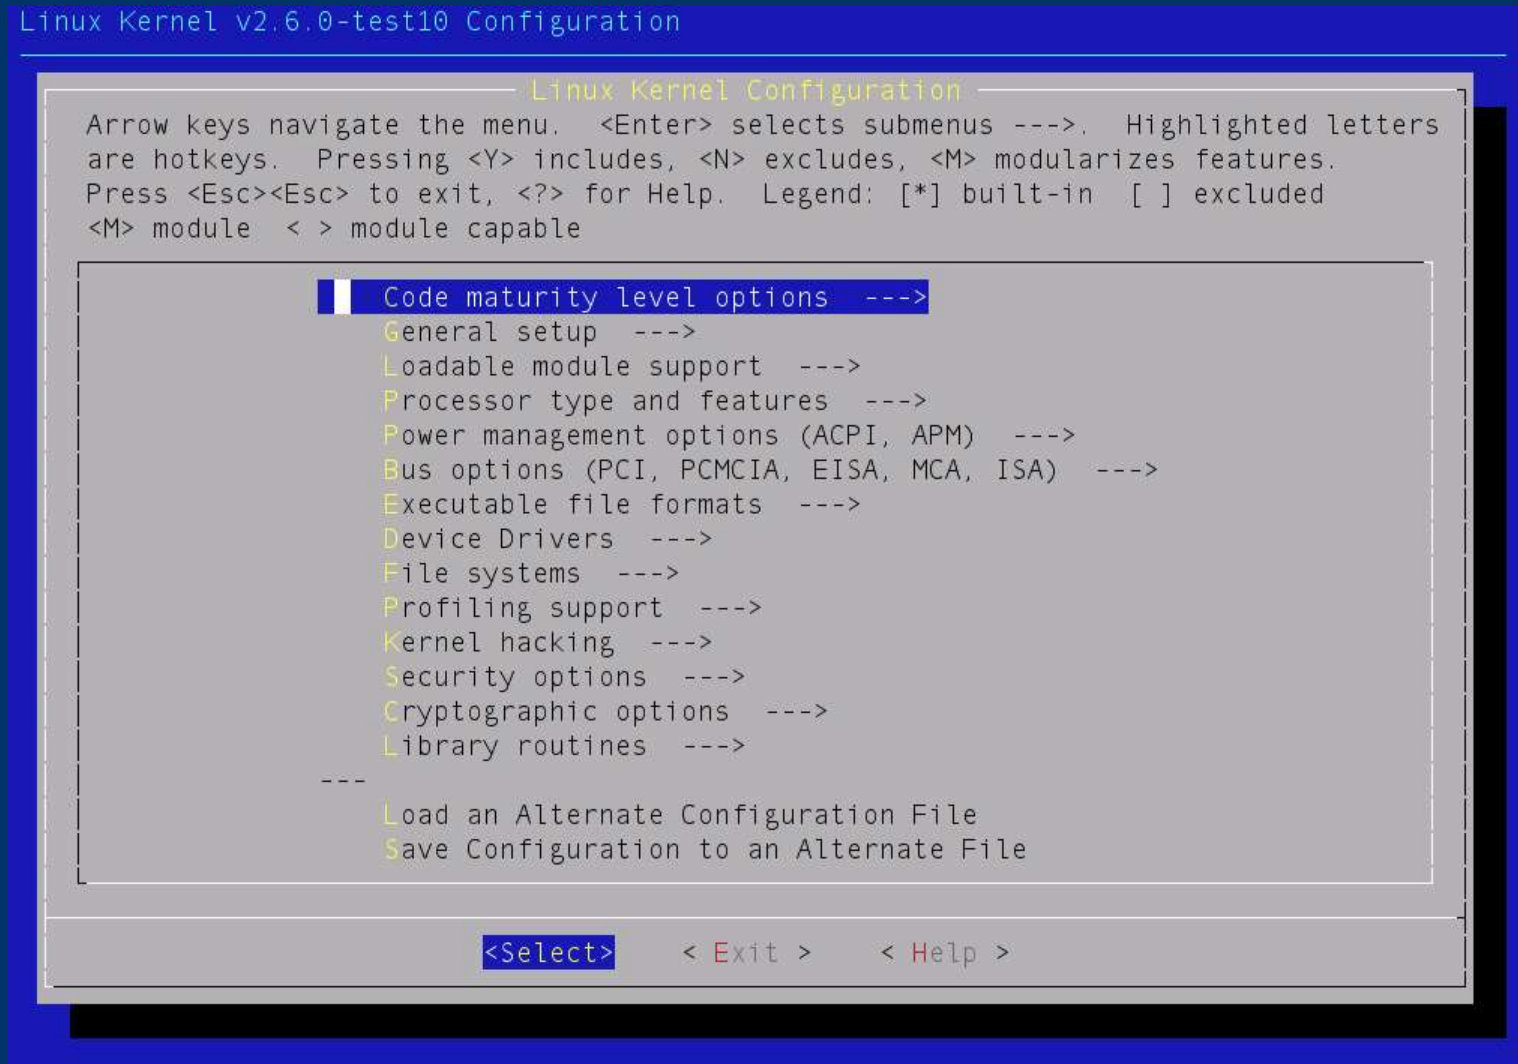 Linux Kernel v2.6.0-test10 Configuration
Linux Kernel Configuration
Arrow keys navigate the menu.  <Enter> selects submenus --->.  Highlighted letters
are hotkeys.  Pressing <Y> includes, <N> excludes, <M> modularizes features.
Press <Esc><Esc> to exit, <?> for Help.  Legend: [*] built-in  [ ] excluded
<M> module  < > module capable
Code maturity level options  --->
General setup  --->
Loadable module support  --->
Processor type and features  --->
Power management options (ACPI, APM)  --->
Bus options (PCI, PCMCIA, EISA, MCA, ISA)  --->
Executable file formats  --->
Device Drivers  --->
File systems  --->
Profiling support  --->
Kernel hacking  --->
Security options  --->
Cryptographic options  --->
Library routines  --->
---
Load an Alternate Configuration File
Save Configuration to an Alternate File
<Select>    < Exit >    < Help >